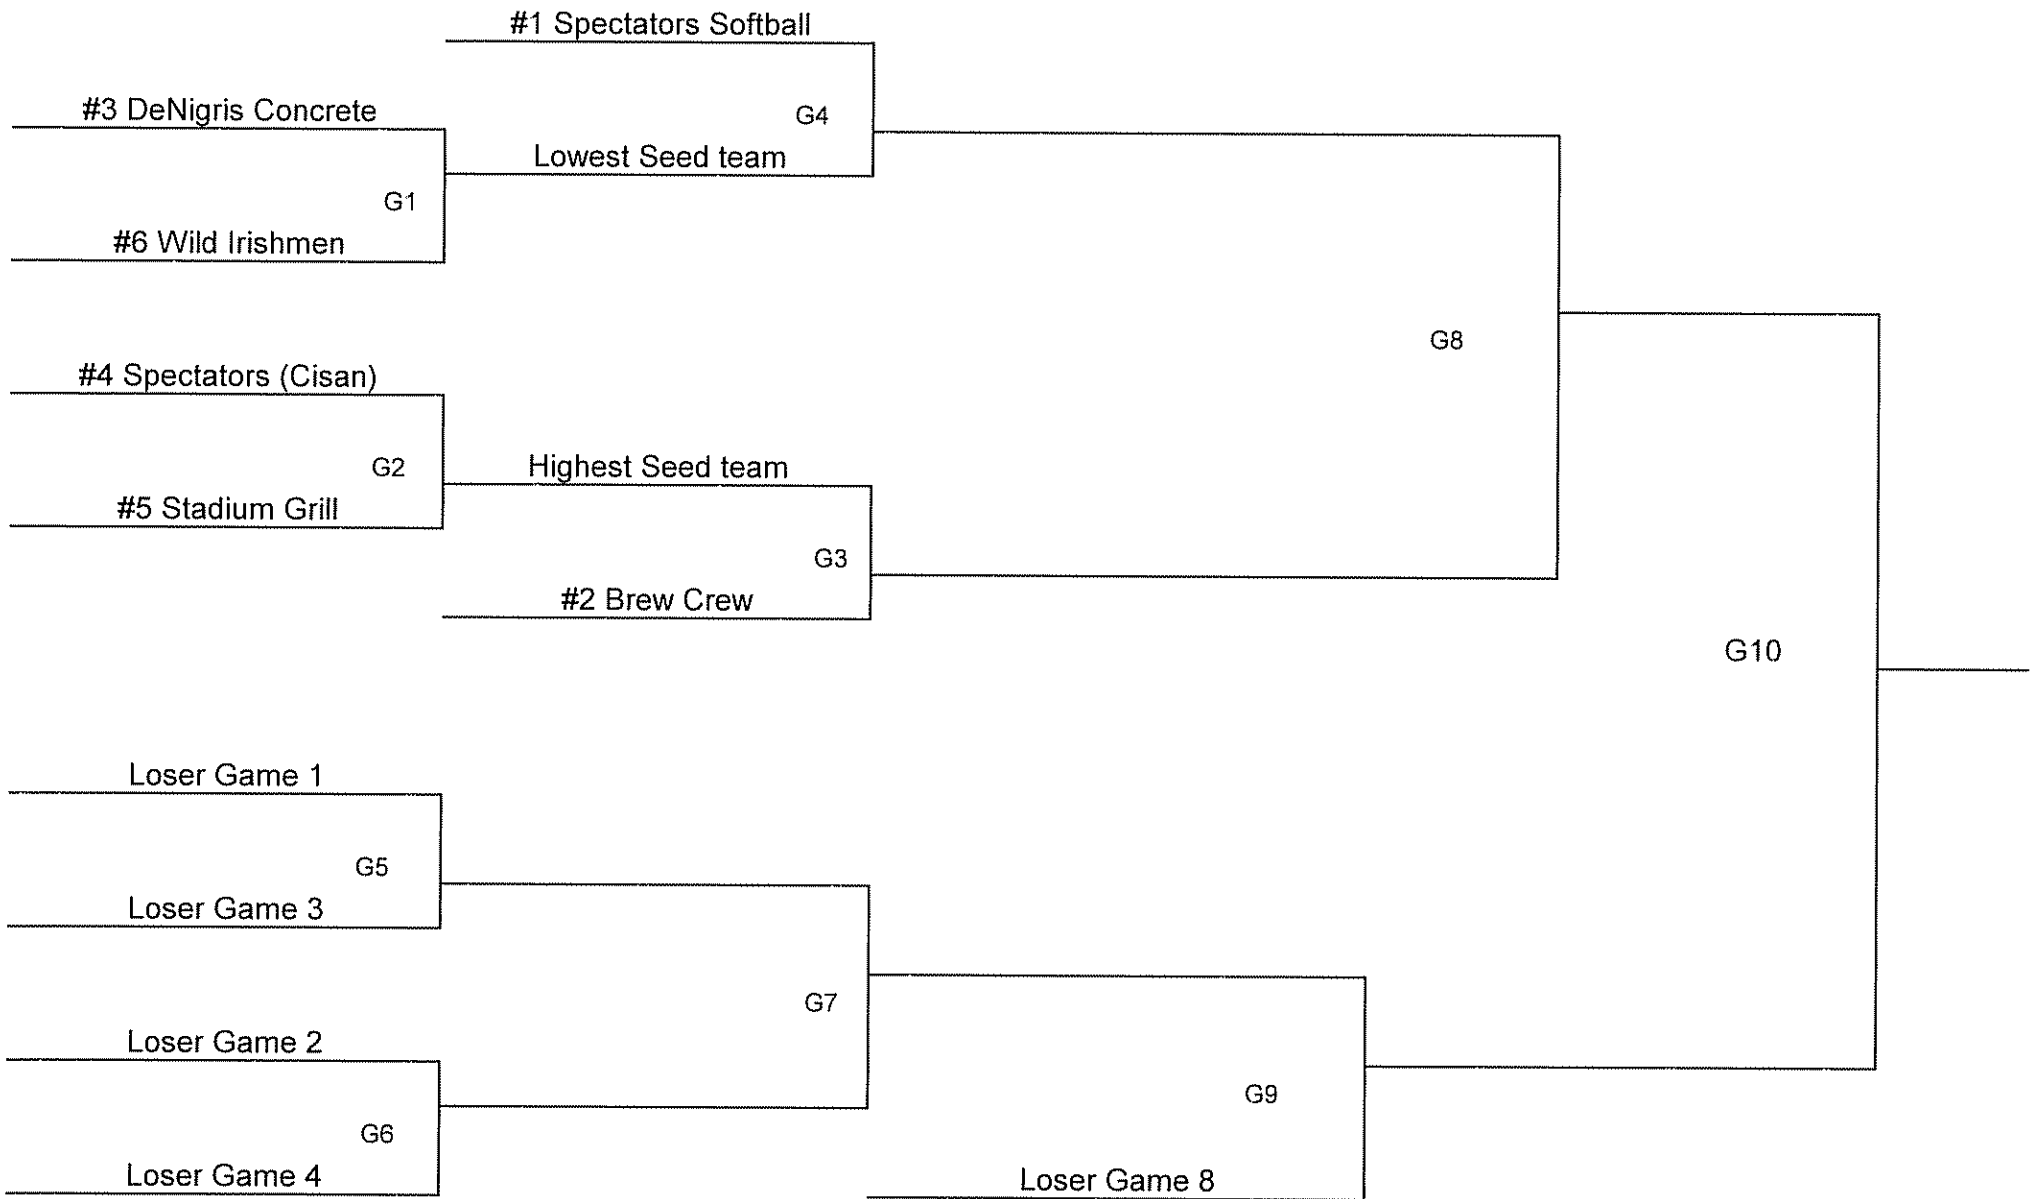 #1 Spectators Softball
#3 DeNigris Concrete
G4
Lowest Seed team
G1
#6 Wild Irishmen
G8
#4 Spectators (Cisan)
G2
Highest Seed team
#5 Stadium Grill
G3
#2 Brew Crew
G10
Loser Game 1
G5
Loser Game 3
G7
Loser Game 2
G9
G6
Loser Game 4
Loser Game 8